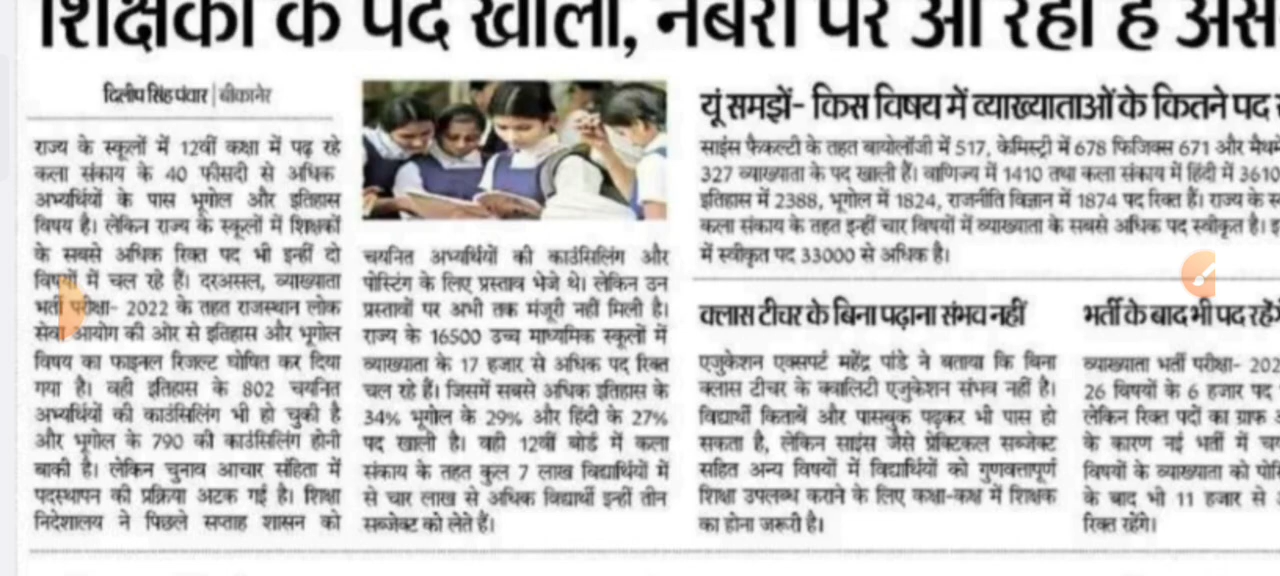 शिक्षकों के पद खाली, नंबरों पर आ रहा है
दिलीप सिंह पंवार | बीकानेर
राज्य के स्कूलों में 12वीं कक्षा में पढ़ रहे
कला संकाय के 40 फीसदी से अधिक
अभ्यर्थियों के पास भूगोल और इतिहास
विषय है। लेकिन राज्य के स्कूलों में शिक्षकों
के सबसे अधिक रिक्त पद भी इन्हीं दो
विषयों में चल रहे हैं। दरअसल, व्याख्याता
भर्ती परीक्षा- 2022 के तहत राजस्थान लोक
सेवा आयोग की ओर से इतिहास और भूगोल
विषय का फाइनल रिजल्ट घोषित कर दिया
गया है। वही इतिहास के 802 चयनित
अभ्यर्थियों की काउंसिलिंग भी हो चुकी है
और भूगोल के 790 की काउंसिलिंग होनी
बाकी है। लेकिन चुनाव आचार संहिता में
पदस्थापन की प्रक्रिया अटक गई है। शिक्षा
निदेशालय ने पिछले सप्ताह शासन को
चयनित अभ्यर्थियों की काउंसिलिंग और
पोस्टिंग के लिए प्रस्ताव भेजे थे। लेकिन उन
प्रस्तावों पर अभी तक मंजूरी नहीं मिली है।
राज्य के 16500 उच्च माध्यमिक स्कूलों में
व्याख्याता के 17 हजार से अधिक पद रिक्त
चल रहे हैं। जिसमें सबसे अधिक इतिहास के
34% भूगोल के 29% और हिंदी के 27%
पद खाली है। वही 12वीं बोर्ड में कला
संकाय के तहत कुल 7 लाख विद्यार्थियों में
से चार लाख से अधिक विद्यार्थी इन्हीं तीन
सब्जेक्ट को लेते हैं।
यूं समझें- किस विषय में व्याख्याताओं के कितने पद
साइंस फैकल्टी के तहत बायोलॉजी में 517, केमिस्ट्री में 678 फिजिक्स 671 और
327 व्याख्याता के पद खाली हैं। वाणिज्य में 1410 तथा कला संकाय में हिंदी में 3610
इतिहास में 2388, भूगोल में 1824, राजनीति विज्ञान में 1874 पद रिक्त हैं। राज्य के
कला संकाय के तहत इन्हीं चार विषयों में व्याख्याता के सबसे अधिक पद स्वीकृत है।
में स्वीकृत पद 33000 से अधिक है।
क्लास टीचर के बिना पढ़ाना संभव नहीं
एजुकेशन एक्सपर्ट महेंद्र पांडे ने बताया कि बिना
क्लास टीचर के क्वालिटी एजुकेशन संभव नहीं है।
विद्यार्थी किताबें और पासबुक पढ़कर भी पास हो
सकता है, लेकिन साइंस जैसे प्रैक्टिकल सब्जेक्ट
सहित अन्य विषयों में विद्यार्थियों को गुणवत्तापूर्ण
शिक्षा उपलब्ध कराने के लिए कक्षा-कक्ष में शिक्षक
का होना जरूरी है।
भर्ती के बाद भी पद रहेंगे
व्याख्याता भर्ती परीक्षा- 202
26 विषयों के 6 हजार पद
लेकिन रिक्त पदों का ग्राफ
के कारण नई भर्ती में
विषयों के व्याख्याता को
के बाद भी 11 हजार से
रिक्त रहेंगे।